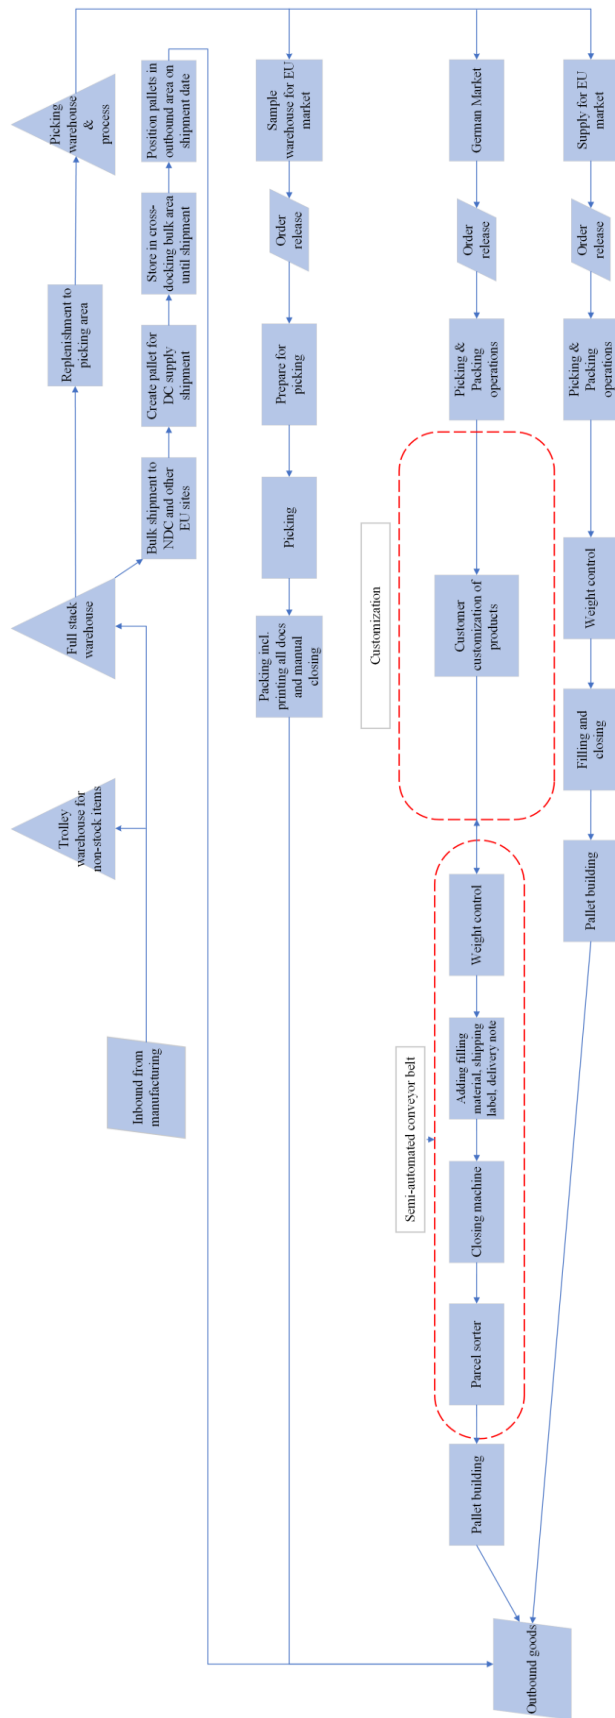 Inbound from
manufacturing
Trolley
warehouse for
non-stock items
Full stack
warehouse
Replenishment to
picking area
Picking
warehouse
&
process
Bulk shipment to
NDC and other
EU sites
Create pallet for
DC supply
shipment
Store in cross-
docking bulk area
until shipment
Position pallets in
outbound area on
shipment date
Sample
warehouse for EU
market
Order
release
Prepare for
picking
Picking
Packing incl.
printing all docs
and manual
closing
German Market
Order
release
Picking &
Packing
operations
Customization
Customer
customization of
products
Semi-automated conveyor belt
Weight control
Adding filling
material, shipping
label, delivery note
Closing machine
Parcel sorter
Pallet building
Supply for EU
market
Order
release
Picking &
Packing
operations
Weight control
Filling and
closing
Pallet building
Outbound goods